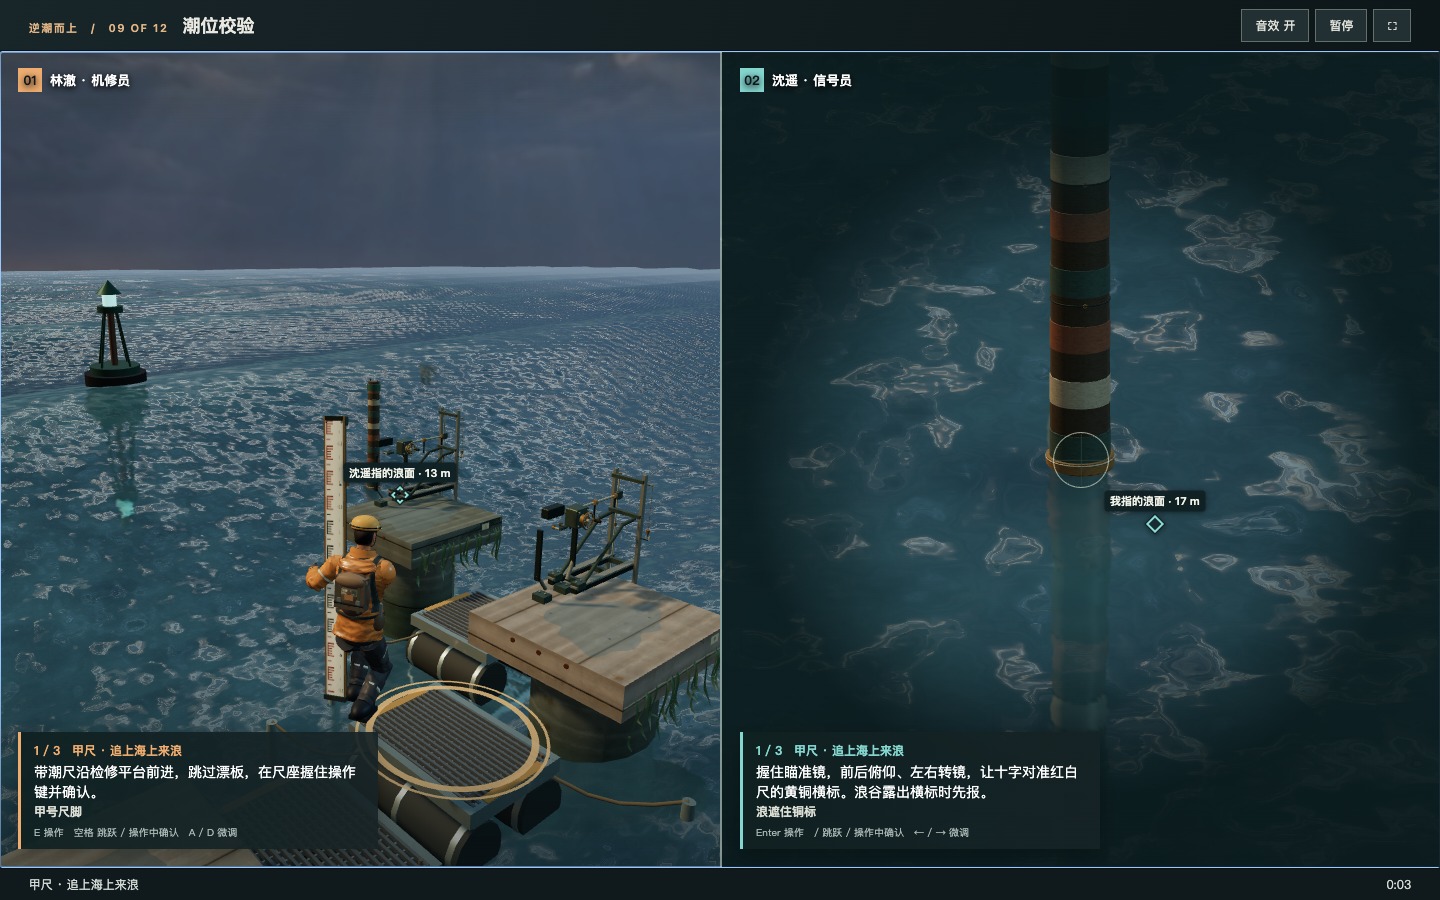 逆潮而上 / 09 OF 12 潮位校验
音效 开 暂停
01 林澈 · 机修员
沈遥指的浪面 · 13 m
1 / 3 甲尺 · 追上海上来浪
带潮尺沿检修平台前进，跳过漂板，在尺座握住操作
键并确认。
甲号尺脚
E 操作 空格 跳跃 / 操作中确认 A / D 微调
02 沈遥 · 信号员
我指的浪面 · 17 m
1 / 3 甲尺 · 追上海上来浪
握住瞄准镜，前后俯仰、左右转镜，让十字对准红白
尺的黄铜横标。浪谷露出横标时先报。
浪遮住铜标
Enter 操作 / 跳跃 / 操作中确认 ← / → 微调
甲尺 · 追上海上来浪
0:03